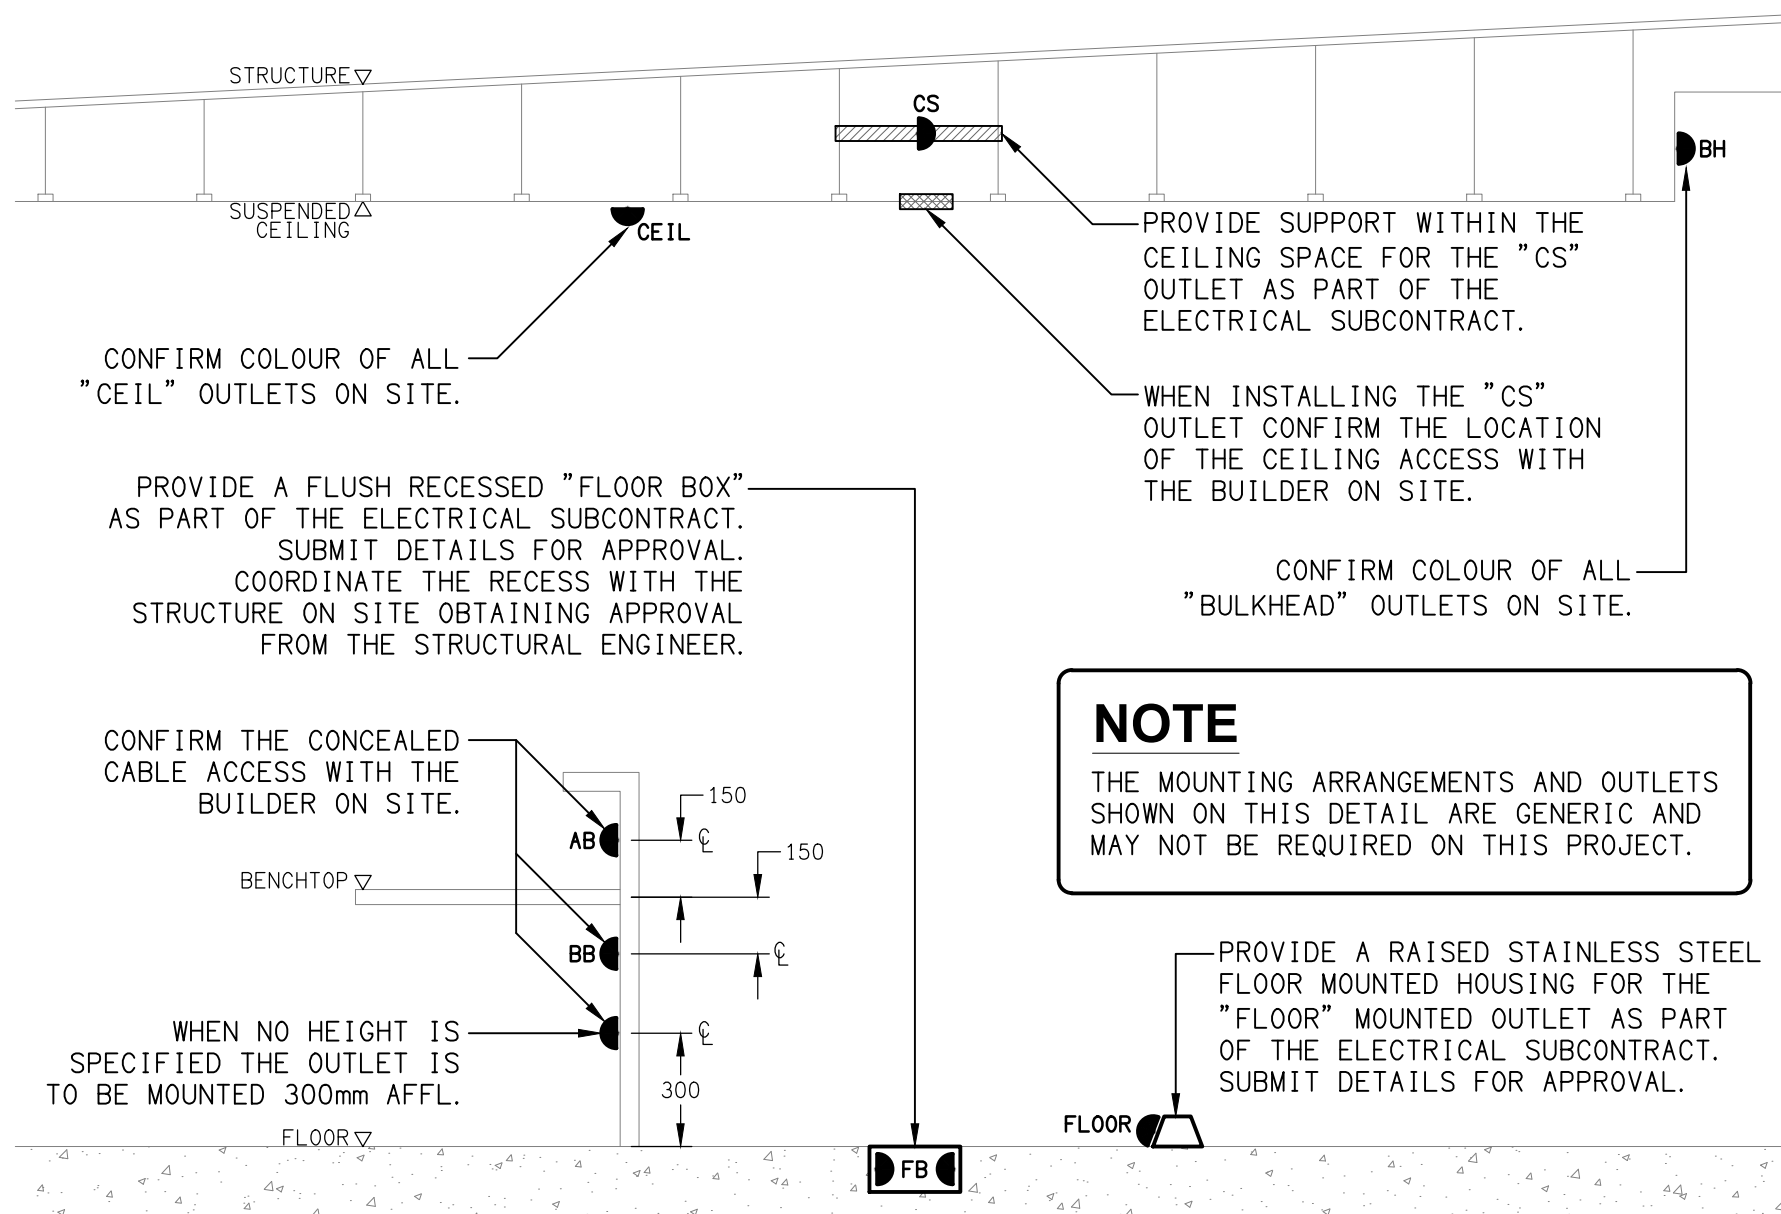 STRUCTURE
CS
BH
SUSPENDED
CEILING
CEIL
PROVIDE SUPPORT WITHIN THE
CEILING SPACE FOR THE "CS"
OUTLET AS PART OF THE
ELECTRICAL SUBCONTRACT.
CONFIRM COLOUR OF ALL
"CEIL" OUTLETS ON SITE.
WHEN INSTALLING THE "CS"
OUTLET CONFIRM THE LOCATION
OF THE CEILING ACCESS WITH
THE BUILDER ON SITE.
PROVIDE A FLUSH RECESSED "FLOOR BOX"
AS PART OF THE ELECTRICAL SUBCONTRACT.
SUBMIT DETAILS FOR APPROVAL.
COORDINATE THE RECESS WITH THE
STRUCTURE ON SITE OBTAINING APPROVAL
FROM THE STRUCTURAL ENGINEER.
CONFIRM COLOUR OF ALL
"BULKHEAD" OUTLETS ON SITE.
NOTE
THE MOUNTING ARRANGEMENTS AND OUTLETS
SHOWN ON THIS DETAIL ARE GENERIC AND
MAY NOT BE REQUIRED ON THIS PROJECT.
CONFIRM THE CONCEALED
CABLE ACCESS WITH THE
BUILDER ON SITE.
150
AB
℄
150
BENCHTOP
BB
℄
WHEN NO HEIGHT IS
SPECIFIED THE OUTLET IS
TO BE MOUNTED 300mm AFFL.
℄
300
FLOOR
PROVIDE A RAISED STAINLESS STEEL
FLOOR MOUNTED HOUSING FOR THE
"FLOOR" MOUNTED OUTLET AS PART
OF THE ELECTRICAL SUBCONTRACT.
SUBMIT DETAILS FOR APPROVAL.
FLOOR
FB